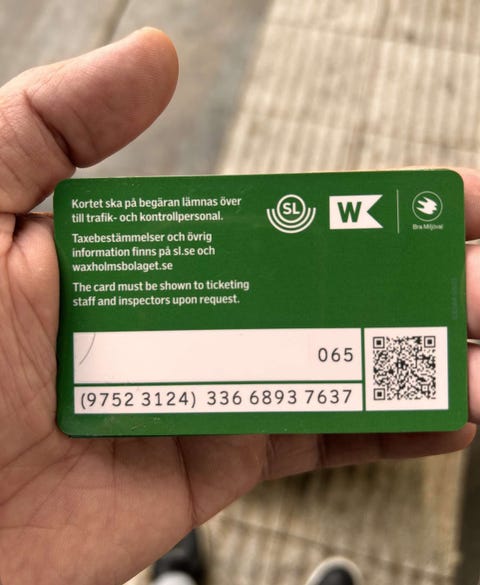 Kortet ska på begäran lämnas över
till trafik- och kontrollpersonal.
Taxebestämmelser och övrig
information finns på sl.se och
waxholmsbolaget.se
The card must be shown to ticketing
staff and inspectors upon request.
SL
W
Bra Miljöval
065
(9752 3124) 336 6893 7637